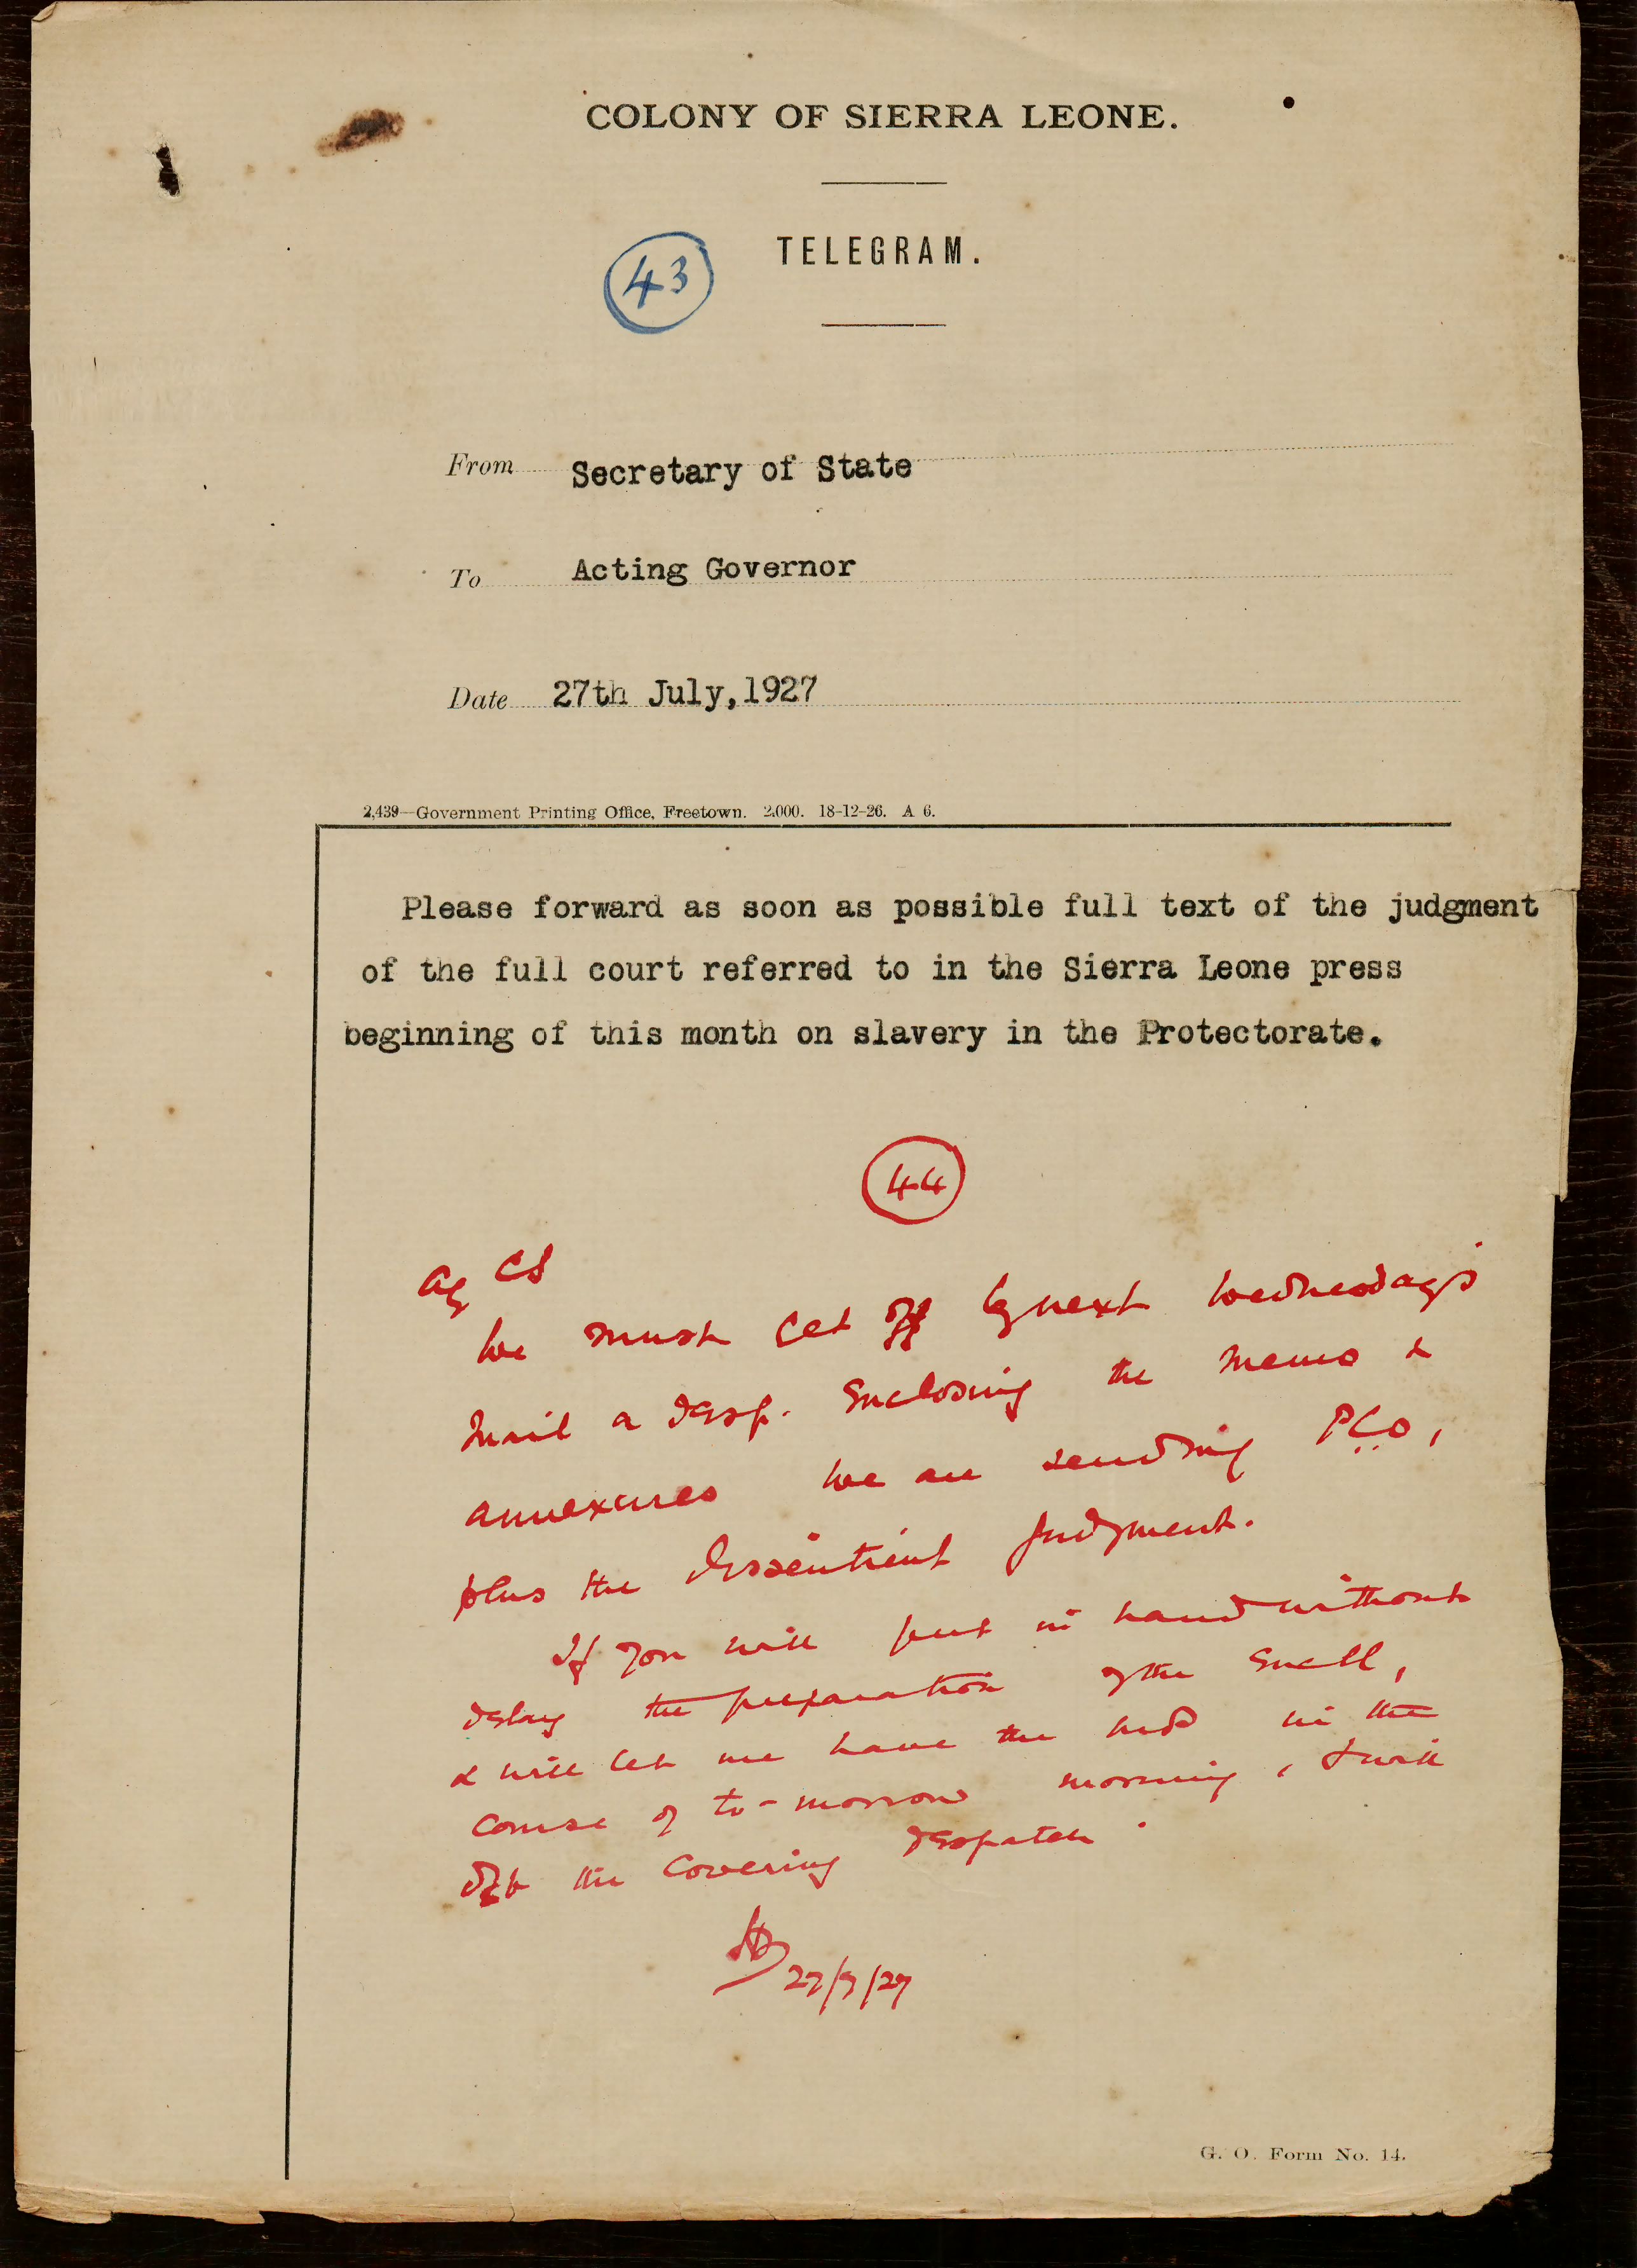 COLONY OF SIERRA LEONE.
TELEGRAM.
43
From Secretary of State
To Acting Governor
Date 27th July, 1927
2,439—Government Printing Office, Freetown. 2,000. 18-12-26. A 6.
Please forward as soon as possible full text of the judgment
of the full court referred to in the Sierra Leone press
beginning of this month on slavery in the Protectorate.
44
Ag CS
We must get off by next Wednesday's
mail a desp. enclosing the memo &
annexures we are sending
plus the dissentient judgment.
If you will put in hand without
delay the preparation of the encll,
& will let me have the in the
course of to-morrow morning, I will
dft the covering despatch.
27/7/27
G. O. Form No. 14.